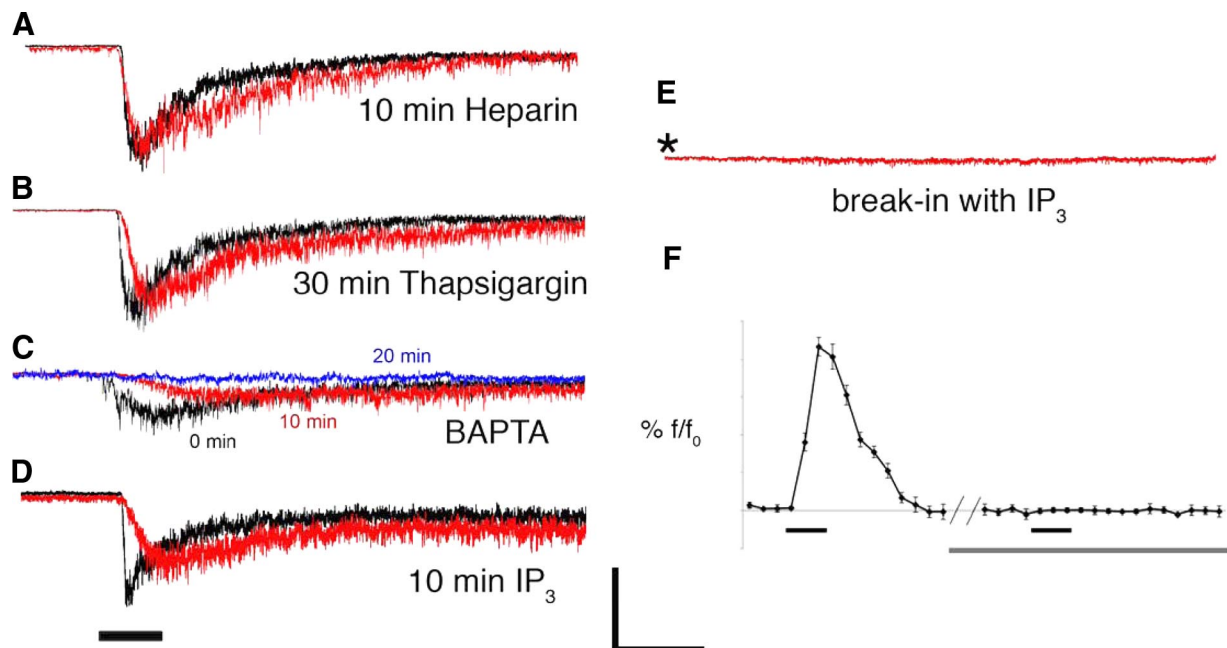 A
10 min Heparin
B
30 min Thapsigargin
C
20 min
10 min
0 min
BAPTA
D
10 min IP₃
E
*
break-in with IP₃
F
% f/f₀